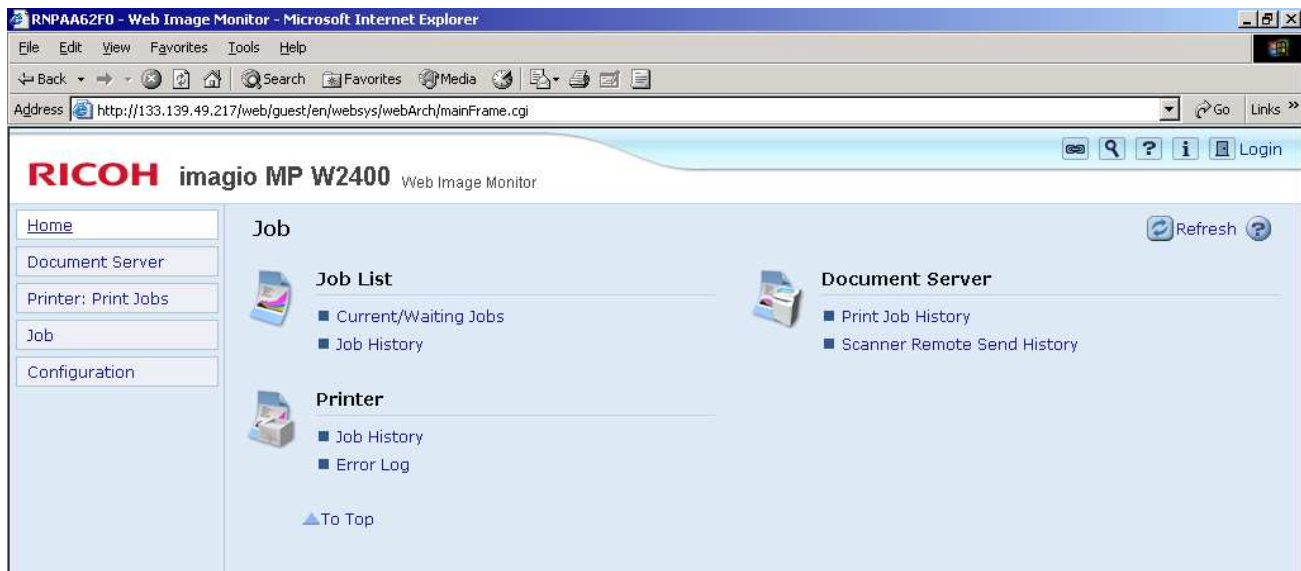 RNPAA62F0 - Web Image Monitor - Microsoft Internet Explorer
File Edit View Favorites Tools Help
Back Search Favorites Media
Address http://133.139.49.217/web/guest/en/websys/webArch/mainFrame.cgi Go Links »
? i Login
RICOH imagio MP W2400 Web Image Monitor
Home
Document Server
Printer: Print Jobs
Job
Configuration
Job
Refresh ?
Job List
Current/Waiting Jobs
Job History
Document Server
Print Job History
Scanner Remote Send History
Printer
Job History
Error Log
To Top